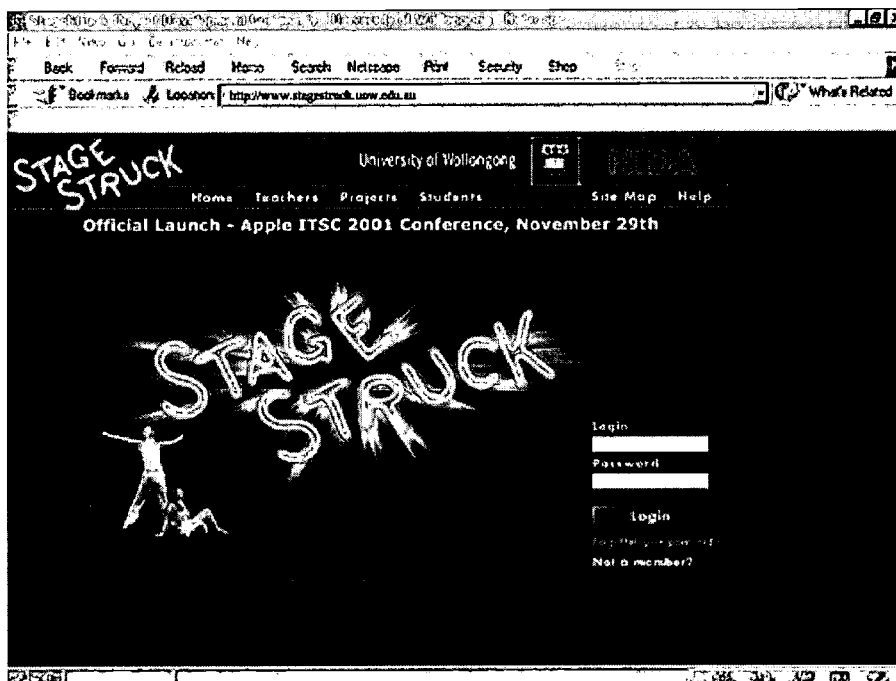 Back Forward Reload Home Search Netscape Print Security Shop
Bookmarks Location http://www.stagestruck.uow.edu.au What's Related
STAGE
STRUCK
University of Wollongong
NIDA
Home Teachers Projects Students Site Map Help
Official Launch - Apple ITSC 2001 Conference, November 29th
STAGE
STRUCK
Login
Password
Login
Not a member?